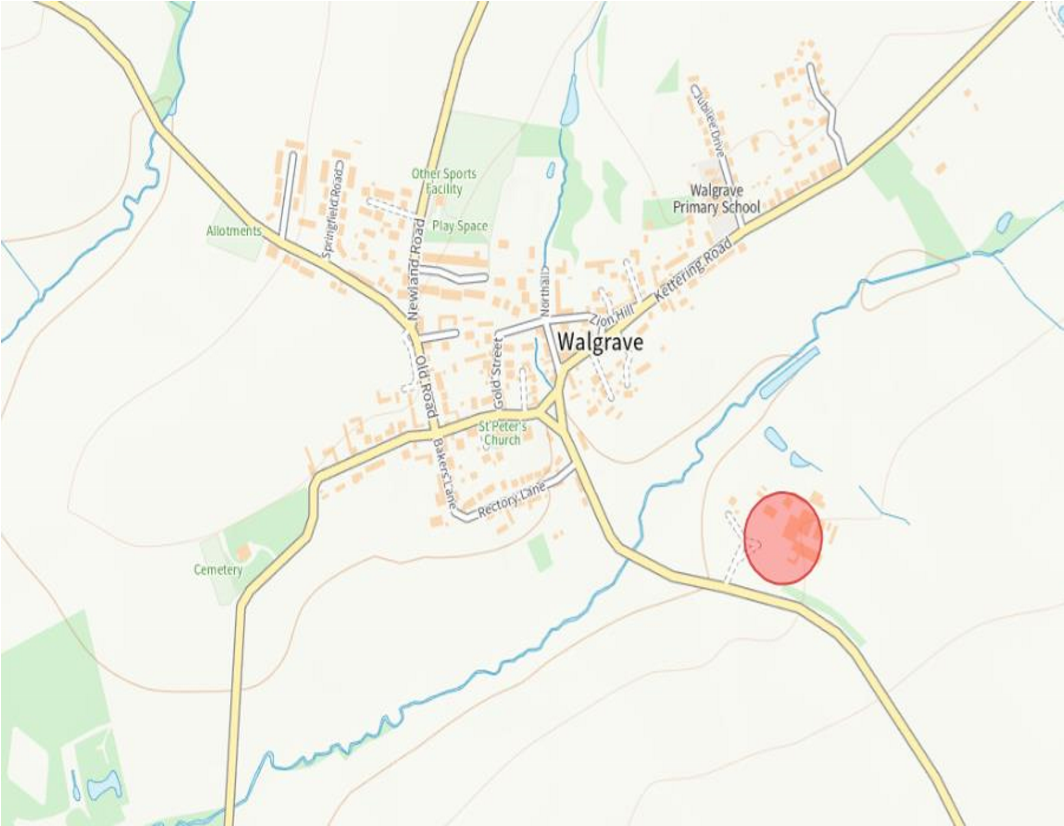 Jubilee Drive
Other Sports
Facility
Springfield Road
Walgrave
Primary School
Allotments
Play Space
Newland Road
Kettering Road
Northall
Zion Hill
Walgrave
Gold Street
Old Road
St Peter's
Church
Bakers Lane
Rectory Lane
Cemetery